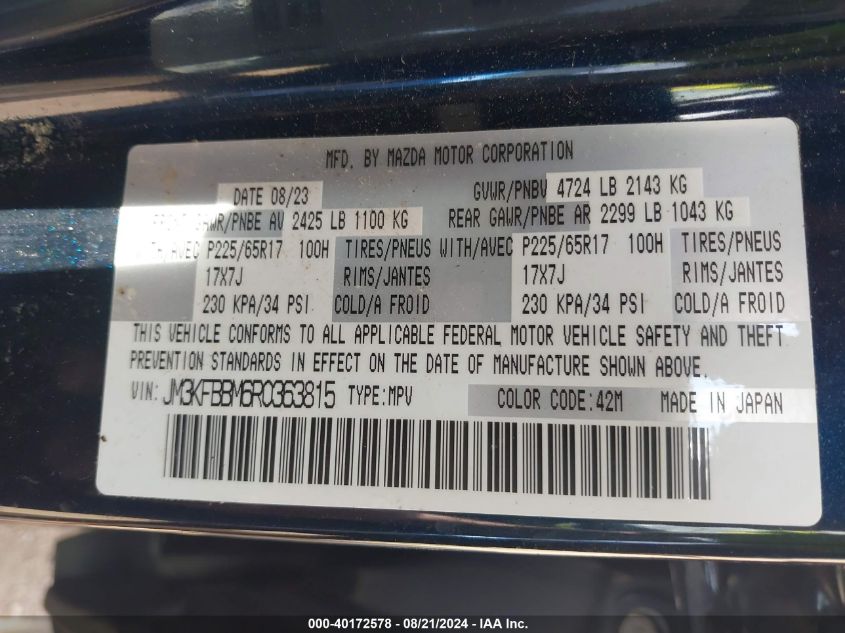 MFD. BY MAZDA MOTOR CORPORATION
DATE 08/23 GVWR/PNBV 4724 LB 2143 KG
FRONT GAWR/PNBE AV 2425 LB 1100 KG REAR GAWR/PNBE AR 2299 LB 1043 KG
WITH/AVEC P225/65R17 100H TIRES/PNEUS WITH/AVEC P225/65R17 100H TIRES/PNEUS
17X7J RIMS/JANTES 17X7J RIMS/JANTES
230 KPA/34 PSI COLD/A FROID 230 KPA/34 PSI COLD/A FROID
THIS VEHICLE CONFORMS TO ALL APPLICABLE FEDERAL MOTOR VEHICLE SAFETY AND THEFT
PREVENTION STANDARDS IN EFFECT ON THE DATE OF MANUFACTURE SHOWN ABOVE.
VIN: JM3KFBBM6R0363815 TYPE:MPV COLOR CODE:42M MADE IN JAPAN
000-40172578 - 08/21/2024 - IAA Inc.